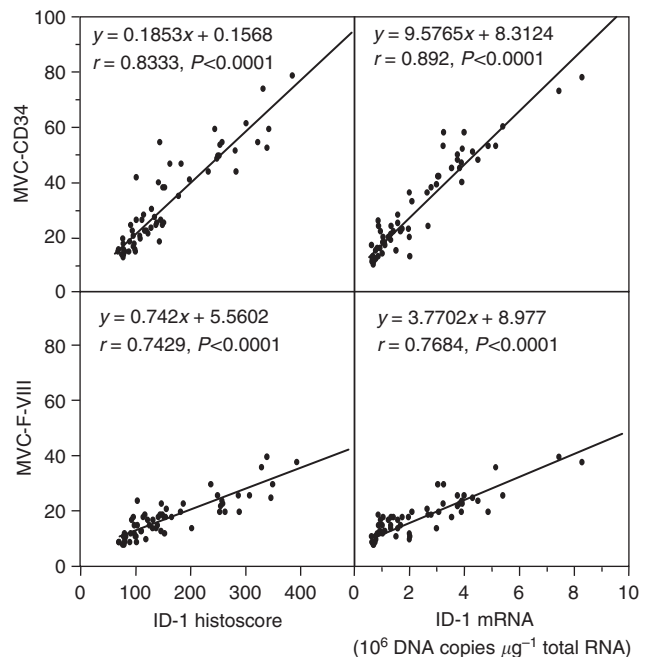 100
80
60
40
20
0
MVC-CD34
y = 0.1853x + 0.1568
r = 0.8333, P<0.0001
y = 9.5765x + 8.3124
r = 0.892, P<0.0001
80
60
40
20
0
MVC-F-VIII
y = 0.742x + 5.5602
r = 0.7429, P<0.0001
y = 3.7702x + 8.977
r = 0.7684, P<0.0001
0 100 200 300 400 0 2 4 6 8 10
ID-1 histoscore
ID-1 mRNA
(10⁶ DNA copies μg⁻¹ total RNA)